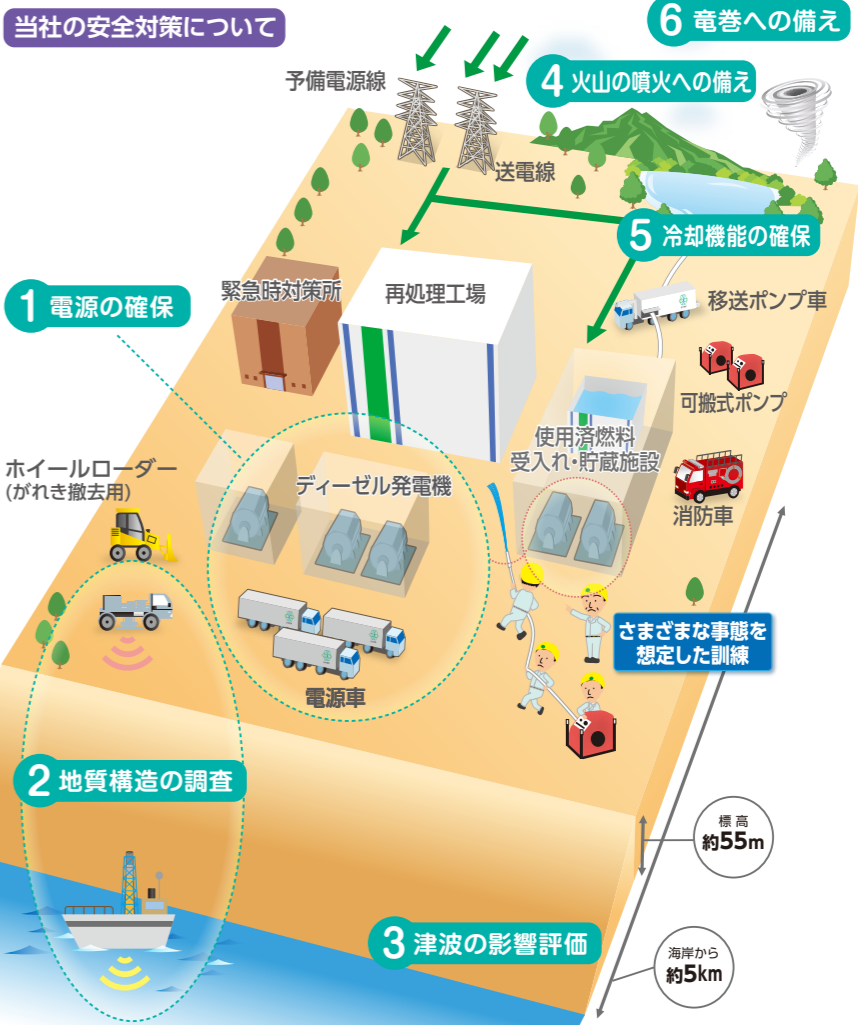 当社の安全対策について
6 竜巻への備え
4 火山の噴火への備え
予備電源線
送電線
5 冷却機能の確保
1 電源の確保
緊急時対策所
再処理工場
移送ポンプ車
可搬式ポンプ
使用済燃料
受入れ・貯蔵施設
ホイールローダー
(がれき撤去用)
ディーゼル発電機
消防車
さまざまな事態を
想定した訓練
電源車
2 地質構造の調査
標高
約55m
3 津波の影響評価
海岸から
約5km